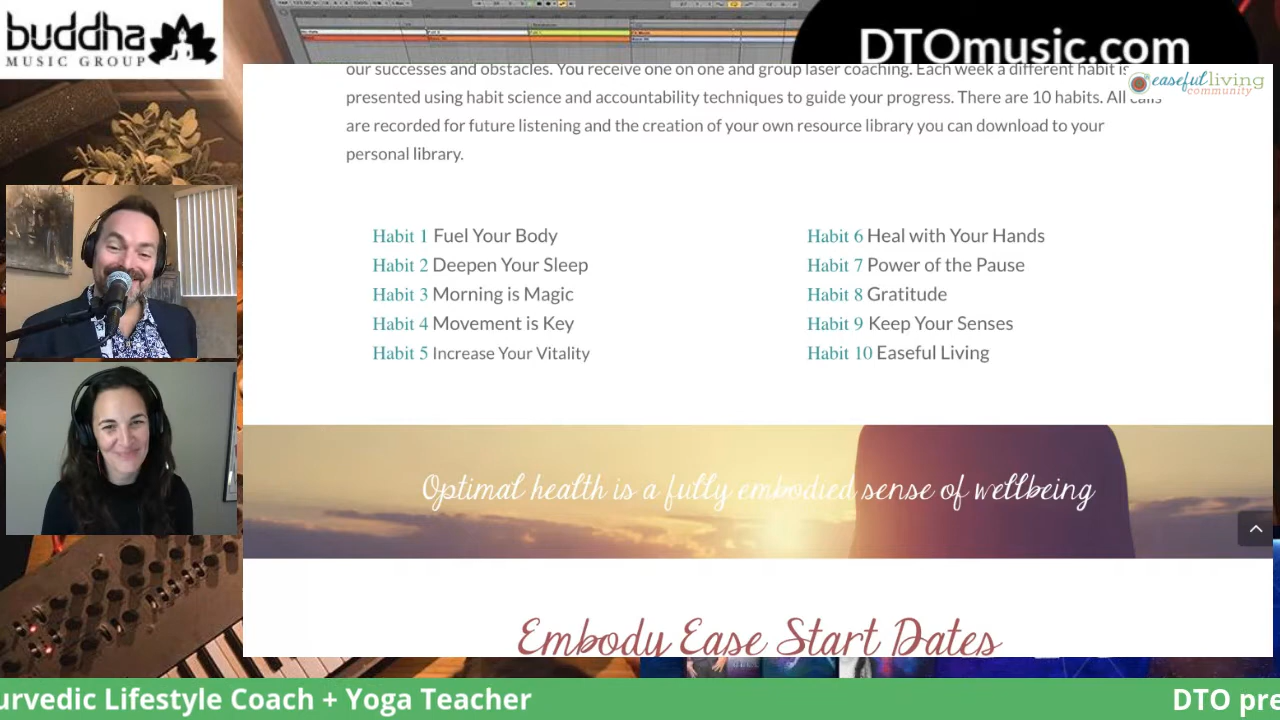 buddha
MUSIC GROUP
DTOmusic.com
our successes and obstacles. You receive one on one and group laser coaching. Each week a different habit is
easefulliving
community
presented using habit science and accountability techniques to guide your progress. There are 10 habits. All calls
are recorded for future listening and the creation of your own resource library you can download to your
personal library.
Habit 1 Fuel Your Body
Habit 2 Deepen Your Sleep
Habit 3 Morning is Magic
Habit 4 Movement is Key
Habit 5 Increase Your Vitality
Habit 6 Heal with Your Hands
Habit 7 Power of the Pause
Habit 8 Gratitude
Habit 9 Keep Your Senses
Habit 10 Easeful Living
Optimal health is a fully embodied sense of wellbeing
Embody Ease Start Dates
urvedic Lifestyle Coach + Yoga Teacher
DTO pre